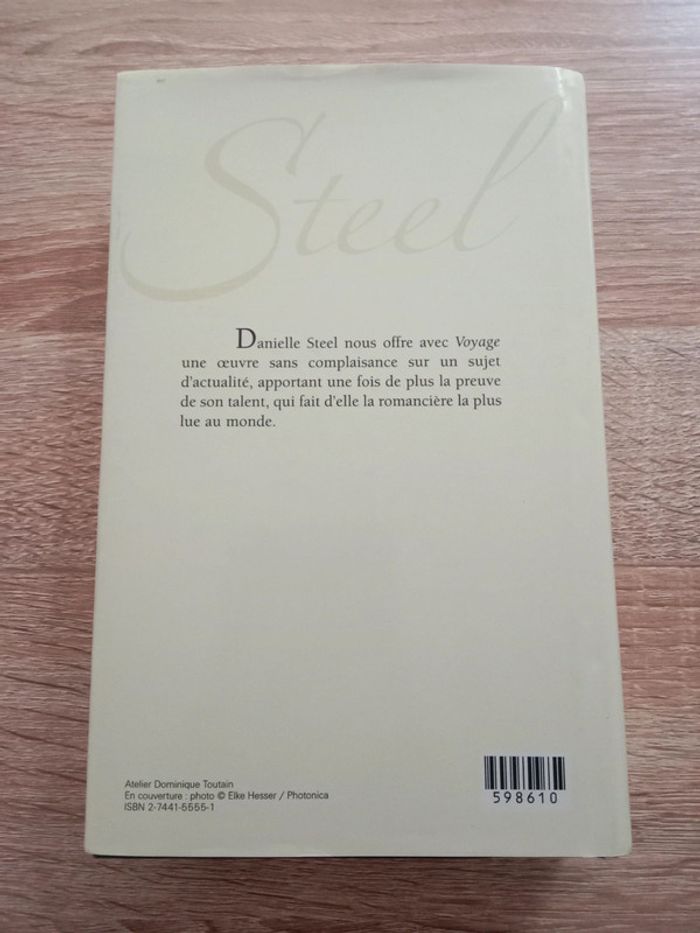 Steel
Danielle Steel nous offre avec Voyage
une œuvre sans complaisance sur un sujet
d'actualité, apportant une fois de plus la preuve
de son talent, qui fait d'elle la romancière la plus
lue au monde.
Atelier Dominique Toutain
En couverture : photo © Elke Hesser / Photonica
ISBN 2-7441-5555-1
598610